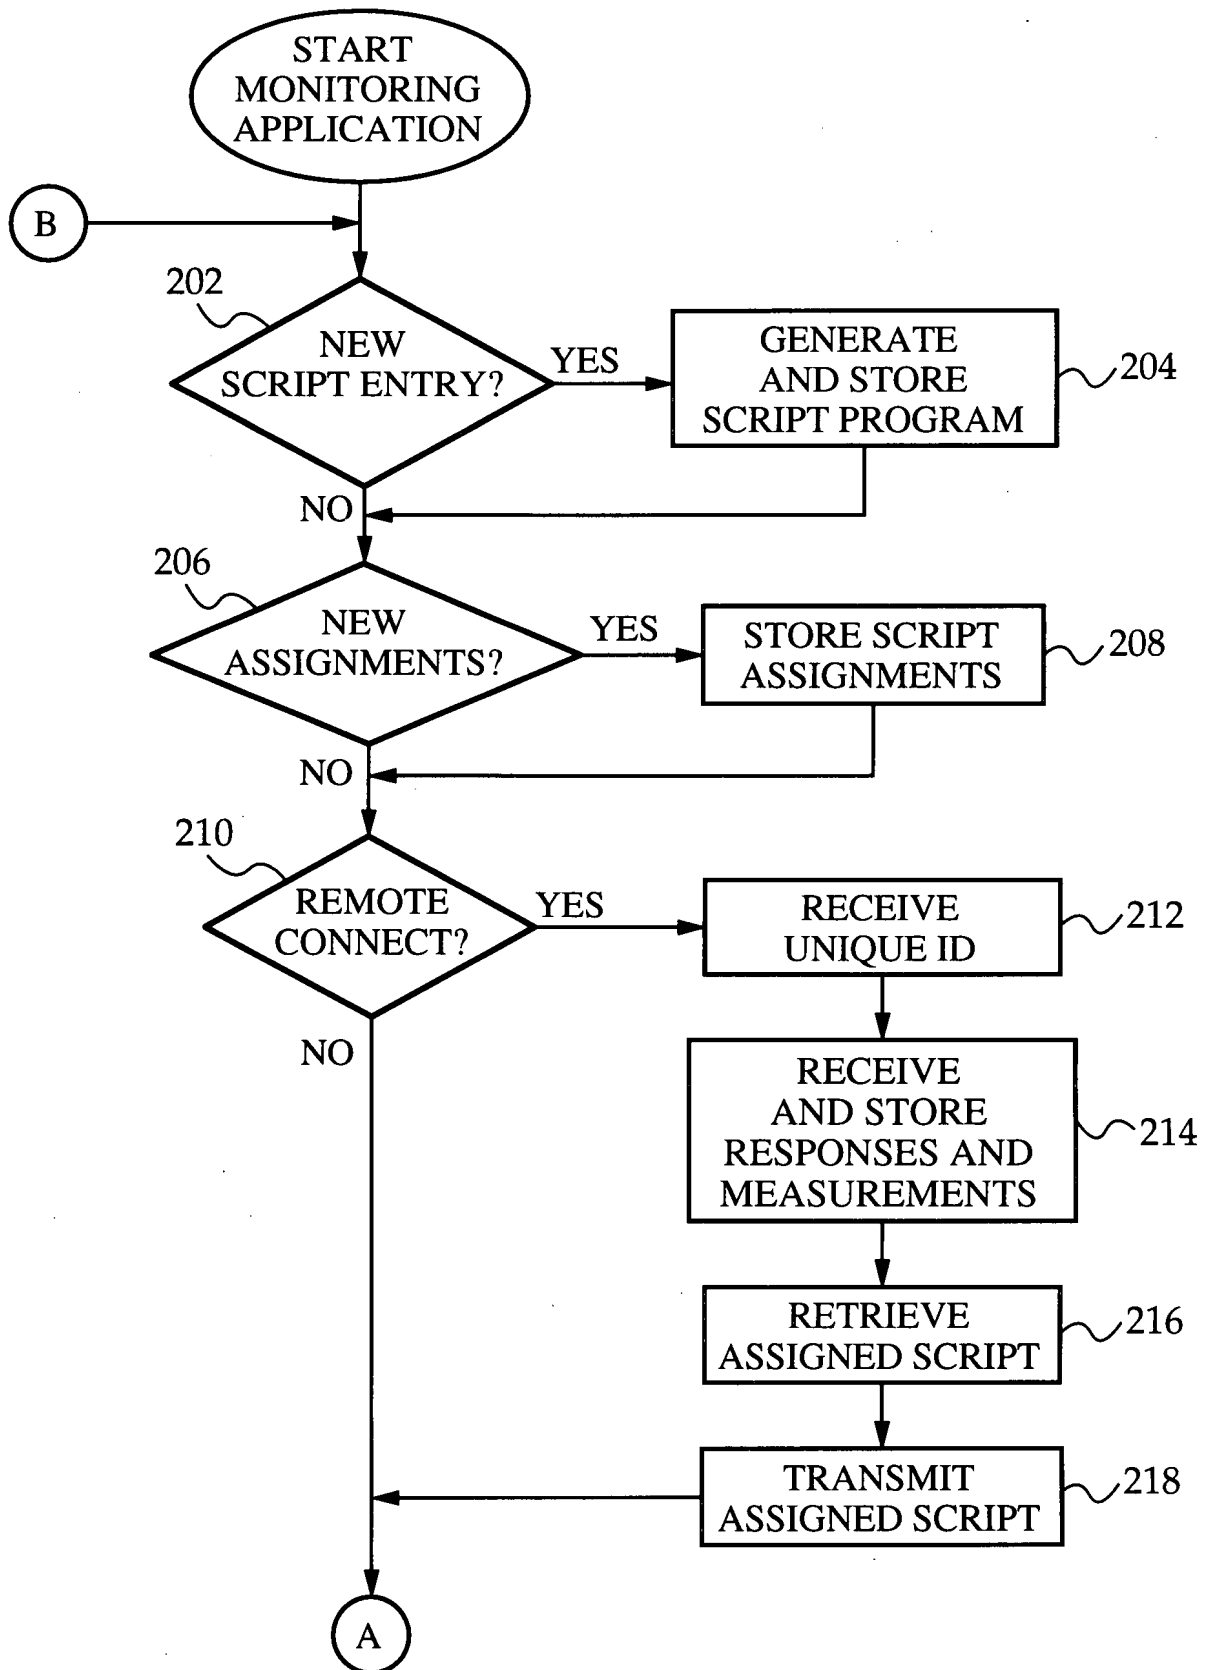 START
MONITORING
APPLICATION
B
202
NEW
SCRIPT ENTRY?
YES
GENERATE
AND STORE
SCRIPT PROGRAM
204
NO
206
NEW
ASSIGNMENTS?
YES
STORE SCRIPT
ASSIGNMENTS
208
NO
210
REMOTE
CONNECT?
YES
RECEIVE
UNIQUE ID
212
NO
RECEIVE
AND STORE
RESPONSES AND
MEASUREMENTS
214
RETRIEVE
ASSIGNED SCRIPT
216
TRANSMIT
ASSIGNED SCRIPT
218
A